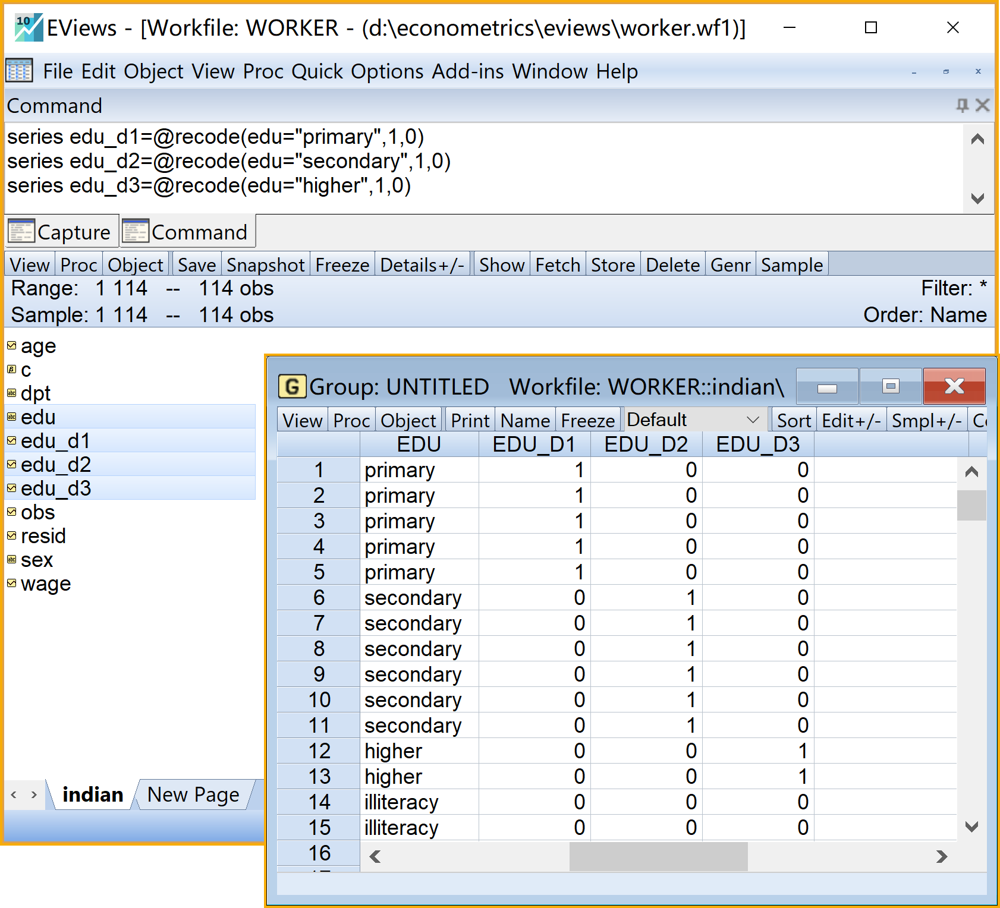 10 EViews - [Workfile: WORKER - (d:\econometrics\eviews\worker.wf1)]
File Edit Object View Proc Quick Options Add-ins Window Help
Command
series edu_d1=@recode(edu="primary",1,0)
series edu_d2=@recode(edu="secondary",1,0)
series edu_d3=@recode(edu="higher",1,0)
Capture Command
View Proc Object Save Snapshot Freeze Details+/- Show Fetch Store Delete Genr Sample
Range: 1 114 -- 114 obs Filter: *
Sample: 1 114 -- 114 obs Order: Name
age
β c
abc dpt
abc edu
edu_d1
edu_d2
edu_d3
obs
resid
abc sex
wage
indian New Page
G Group: UNTITLED Workfile: WORKER::indian\
View Proc Object Print Name Freeze Default Sort Edit+/- Smpl+/-
EDU EDU_D1 EDU_D2 EDU_D3
1 primary 1 0 0
2 primary 1 0 0
3 primary 1 0 0
4 primary 1 0 0
5 primary 1 0 0
6 secondary 0 1 0
7 secondary 0 1 0
8 secondary 0 1 0
9 secondary 0 1 0
10 secondary 0 1 0
11 secondary 0 1 0
12 higher 0 0 1
13 higher 0 0 1
14 illiteracy 0 0 0
15 illiteracy 0 0 0
16